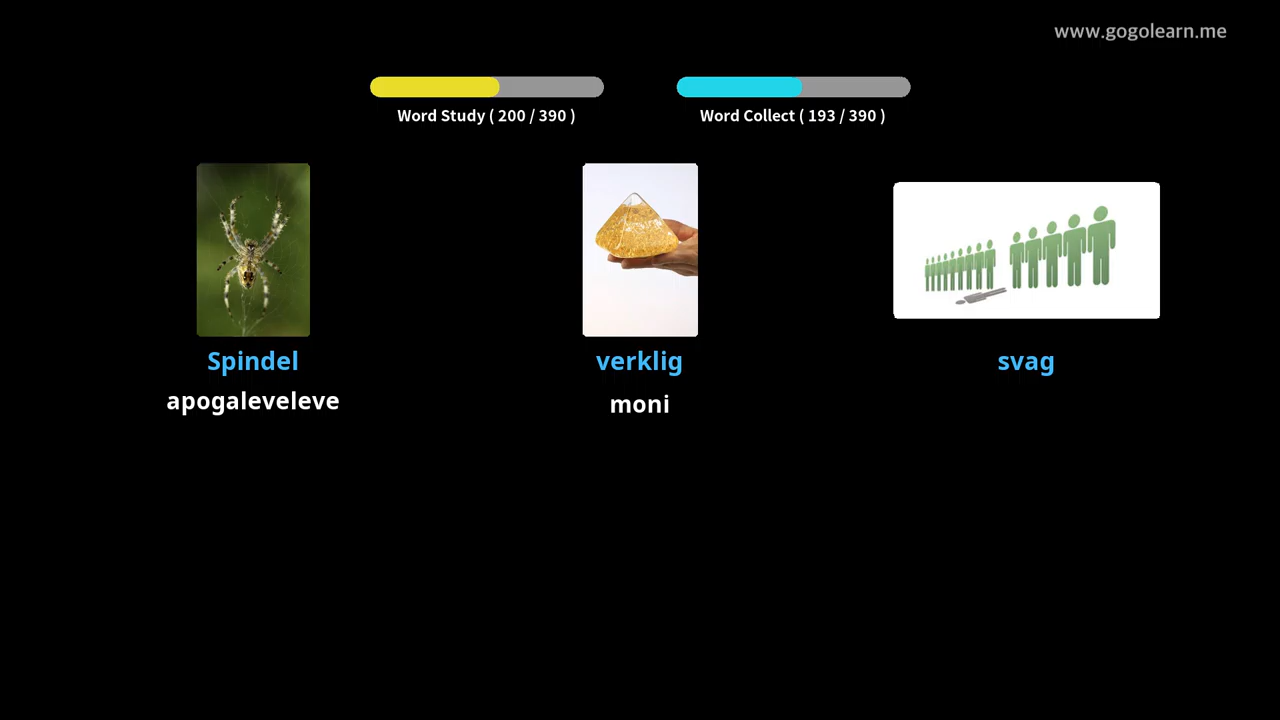 www.gogolearn.me
Word Study ( 200 / 390 )
Word Collect ( 193 / 390 )
Spindel
verklig
svag
apogaleveleve
moni